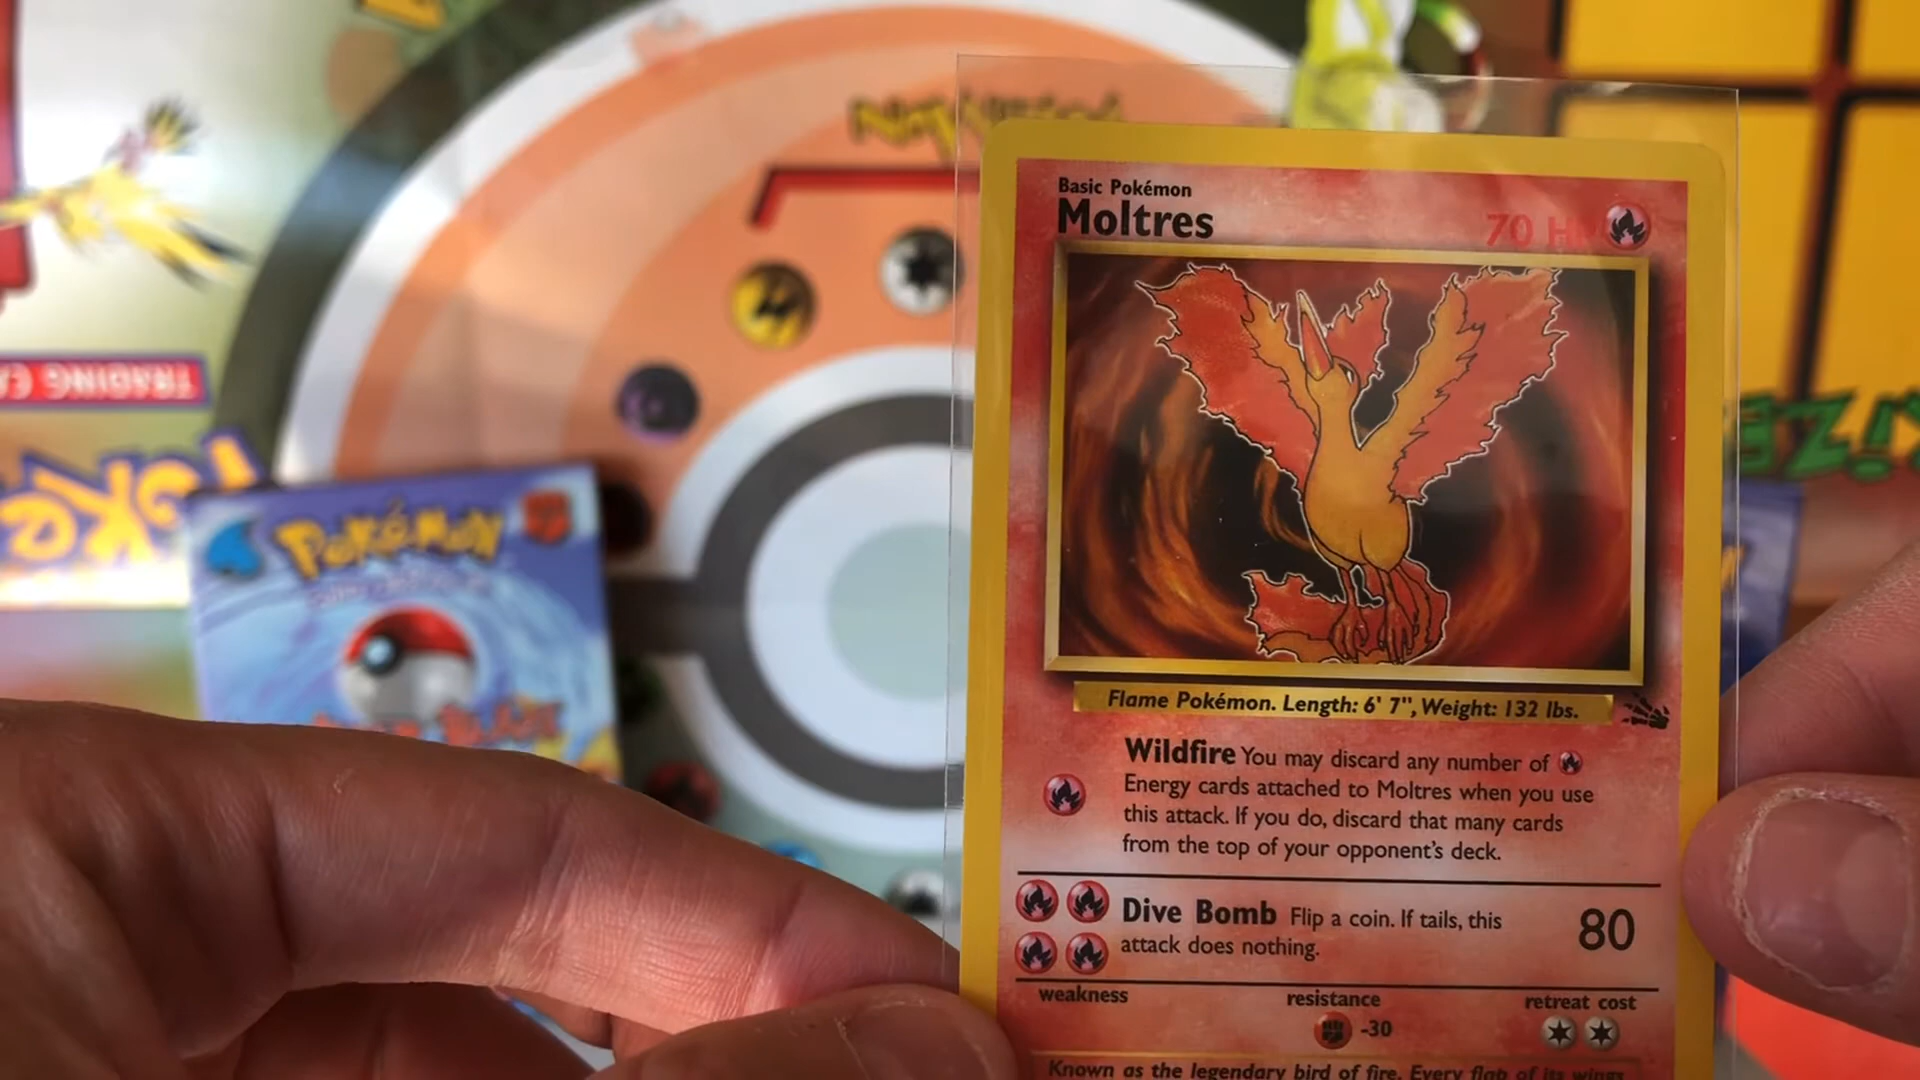 Basic Pokémon
Moltres
70 HP
Flame Pokémon. Length: 6' 7", Weight: 132 lbs.
Wildfire You may discard any number of
Energy cards attached to Moltres when you use
this attack. If you do, discard that many cards
from the top of your opponent's deck.
Dive Bomb Flip a coin. If tails, this
attack does nothing.
80
weakness
resistance
retreat cost
-30
Known as the legendary bird of fire. Every flap of its wings
POKéMON
TRADING CA
POKé